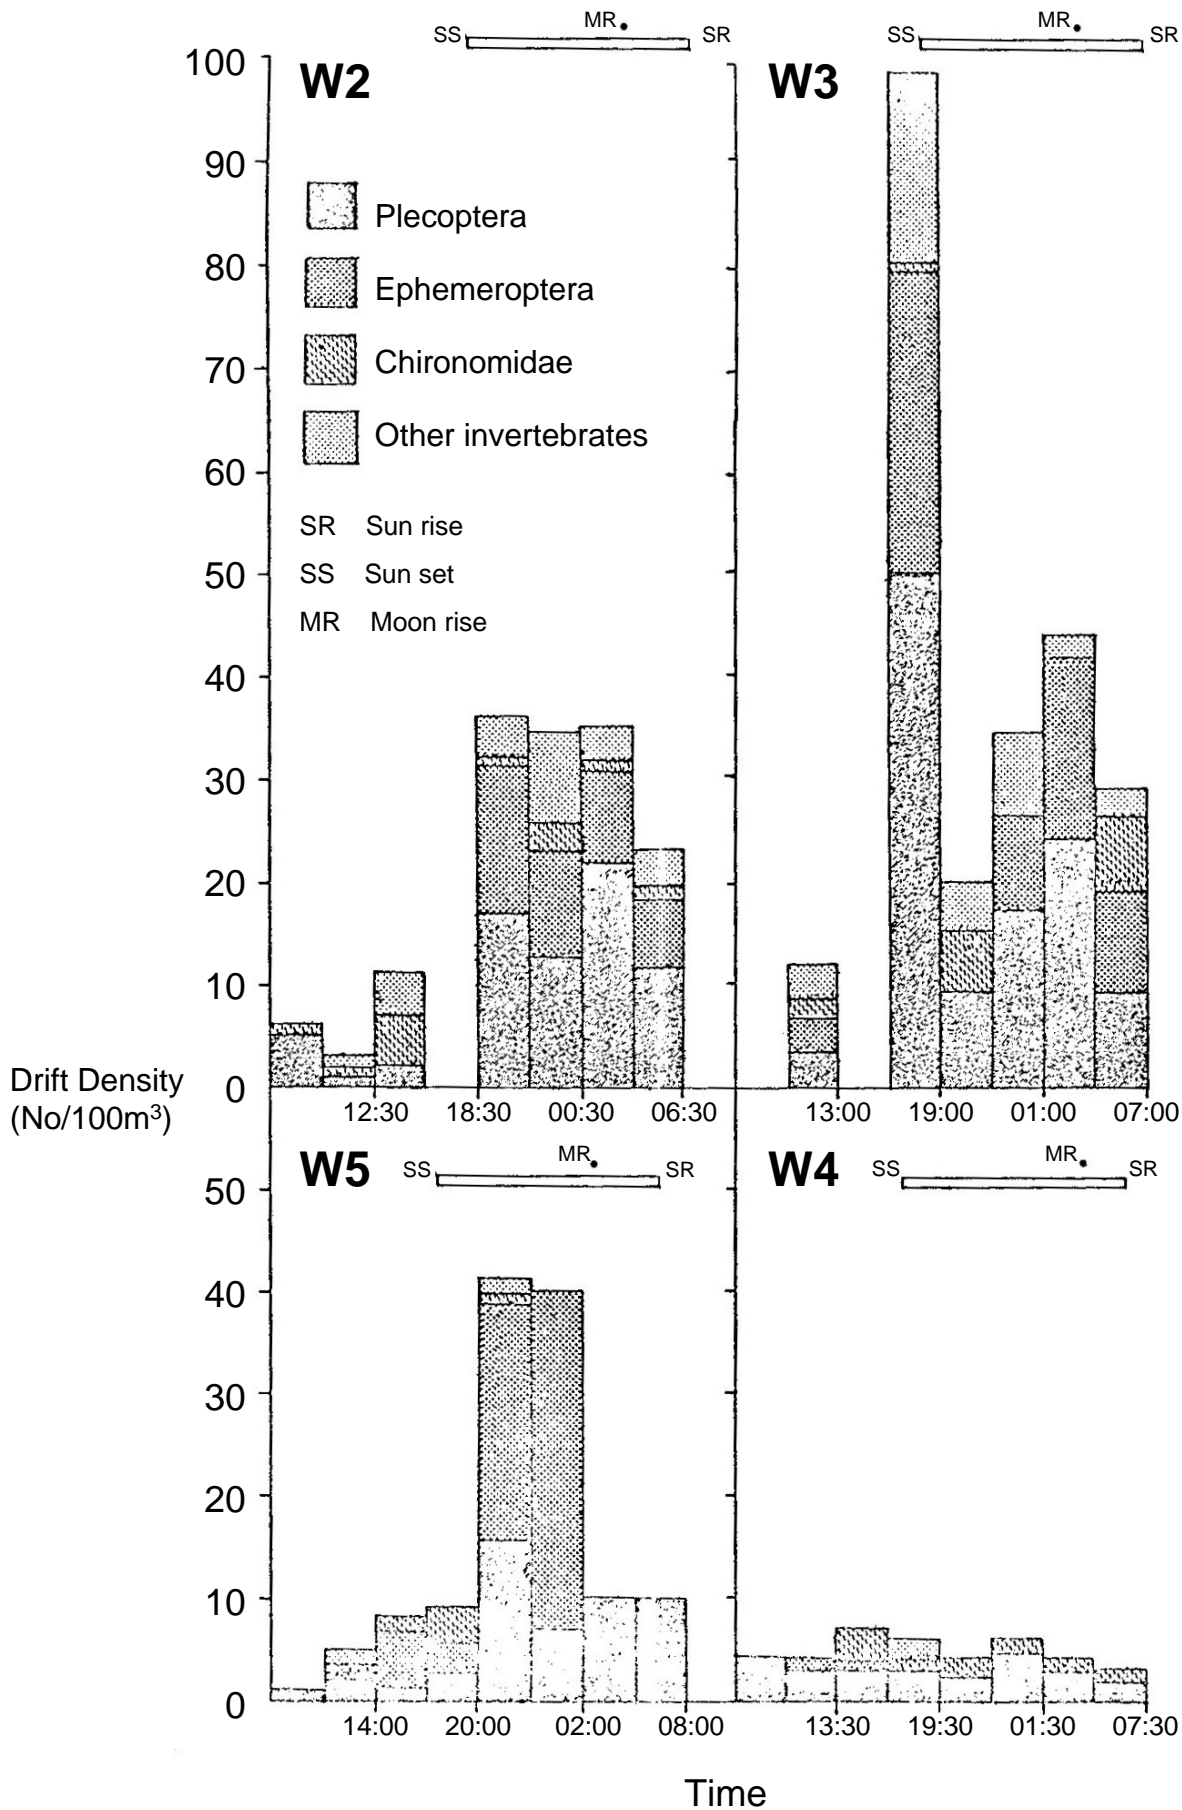 MR
SS
SR
MR
SS
SR
100
W2
W3
90
Plecoptera
80
Ephemeroptera
70
Chironomidae
Other invertebrates
60
SR Sun rise
50
SS Sun set
MR Moon rise
40
30
20
10
Drift Density
(No/100m³)
0
12:30 18:30 00:30 06:30
13:00 19:00 01:00 07:00
W5
SS
MR
SR
W4
SS
MR
SR
50
40
30
20
10
0
14:00 20:00 02:00 08:00
13:30 19:30 01:30 07:30
Time